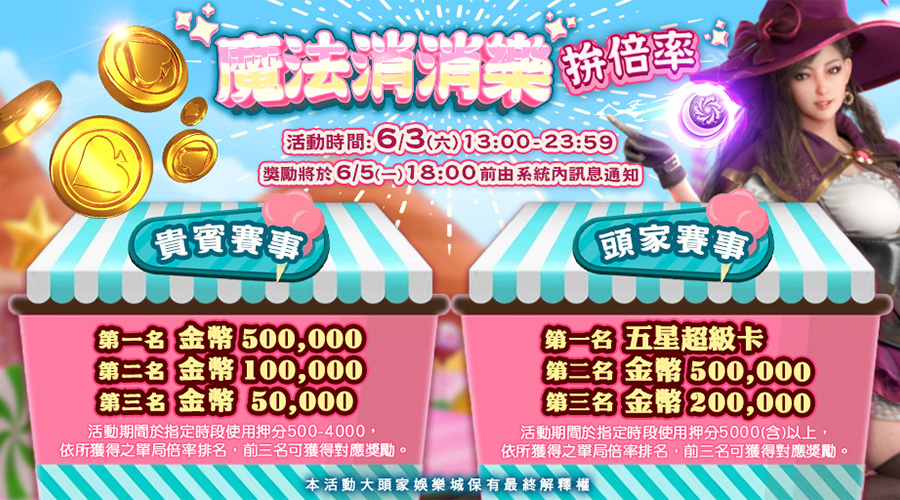 魔法消消樂 拚倍率
活動時間: 6/3(六)13:00-23:59
獎勵將於6/5(一)18:00前由系統內訊息通知
貴賓賽事
第一名 金幣 500,000
第二名 金幣 100,000
第三名 金幣 50,000
活動期間於指定時段使用押分500-4000,
依所獲得之單局倍率排名,前三名可獲得對應獎勵。
頭家賽事
第一名 五星超級卡
第二名 金幣 500,000
第三名 金幣 200,000
活動期間於指定時段使用押分5000(含)以上,
依所獲得之單局倍率排名,前三名可獲得對應獎勵。
本活動大頭家娛樂城保有最終解釋權